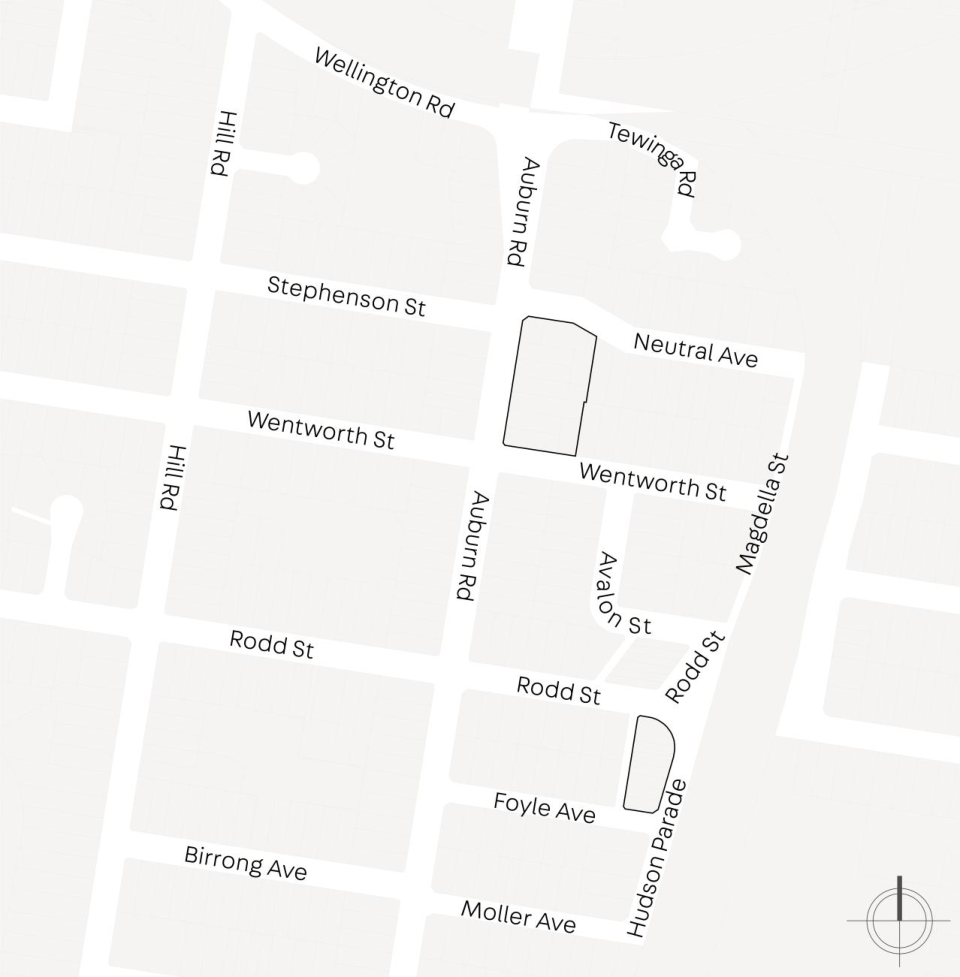 Wellington Rd
Hill Rd
Tewinga Rd
Auburn Rd
Stephenson St
Neutral Ave
Wentworth St
Wentworth St
Hill Rd
Magdella St
Auburn Rd
Avalon St
Rodd St
Rodd St
Rodd St
Foyle Ave
Hudson Parade
Birrong Ave
Moller Ave